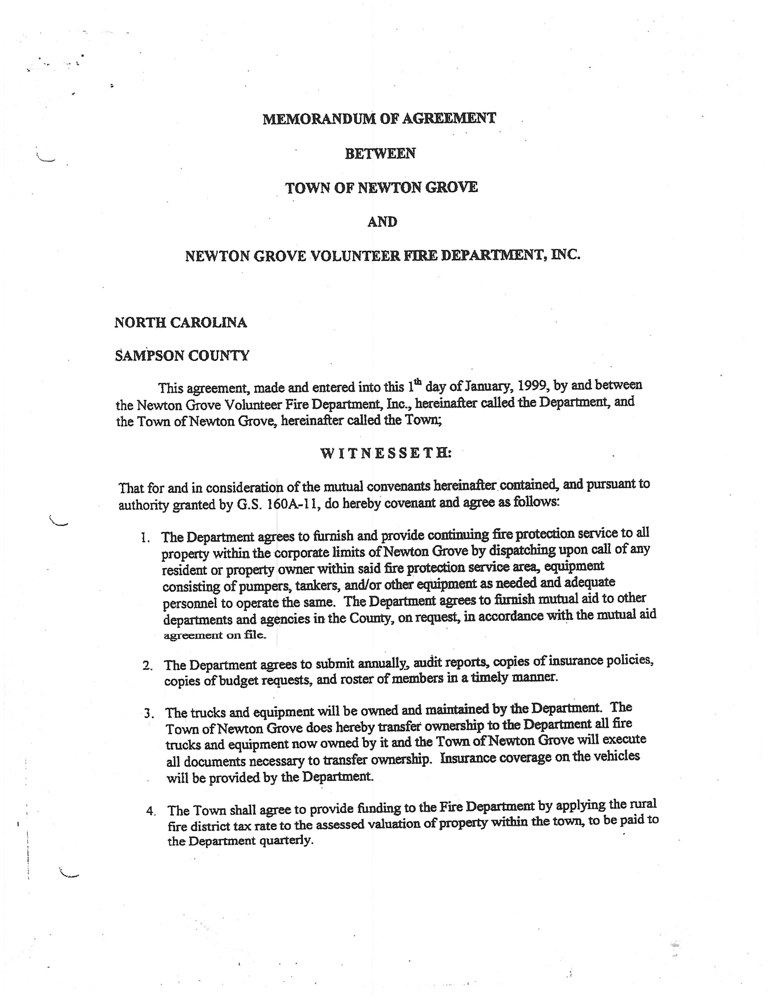 MEMORANDUM OF AGREEMENT
BETWEEN
TOWN OF NEWTON GROVE
AND
NEWTON GROVE VOLUNTEER FIRE DEPARTMENT, INC.
NORTH CAROLINA
SAMPSON COUNTY
This agreement, made and entered into this 1th day of January, 1999, by and between
the Newton Grove Volunteer Fire Department, Inc., hereinafter called the Department, and
the Town of Newton Grove, hereinafter called the Town;
W I T N E S S E T H:
That for and in consideration of the mutual convenants hereinafter contained, and pursuant to
authority granted by G.S. 160A-11, do hereby covenant and agree as follows:
1. The Department agrees to furnish and provide continuing fire protection service to all
property within the corporate limits of Newton Grove by dispatching upon call of any
resident or property owner within said fire protection service area, equipment
consisting of pumpers, tankers, and/or other equipment as needed and adequate
personnel to operate the same. The Department agrees to furnish mutual aid to other
departments and agencies in the County, on request, in accordance with the mutual aid
agreement on file.
2. The Department agrees to submit annually, audit reports, copies of insurance policies,
copies of budget requests, and roster of members in a timely manner.
3. The trucks and equipment will be owned and maintained by the Department. The
Town of Newton Grove does hereby transfer ownership to the Department all fire
trucks and equipment now owned by it and the Town of Newton Grove will execute
all documents necessary to transfer ownership. Insurance coverage on the vehicles
will be provided by the Department.
4. The Town shall agree to provide funding to the Fire Department by applying the rural
fire district tax rate to the assessed valuation of property within the town, to be paid to
the Department quarterly.